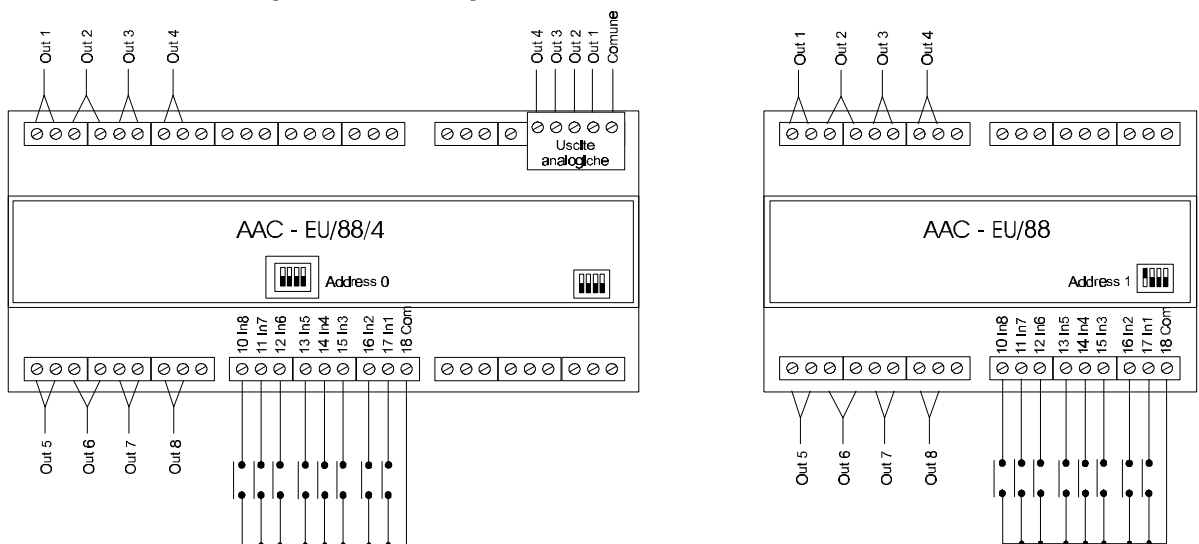 Out 1
Out 2
Out 3
Out 4
Out 4
Out 3
Out 2
Out 1
Comune
Uscite
analogiche
AAC - EU/88/4
Address 0
10 In8
11 In7
12 In6
13 In5
14 In4
15 In3
16 In2
17 In1
18 Com
Out 5
Out 6
Out 7
Out 8
Out 1
Out 2
Out 3
Out 4
AAC - EU/88
Address 1
10 In8
11 In7
12 In6
13 In5
14 In4
15 In3
16 In2
17 In1
18 Com
Out 5
Out 6
Out 7
Out 8